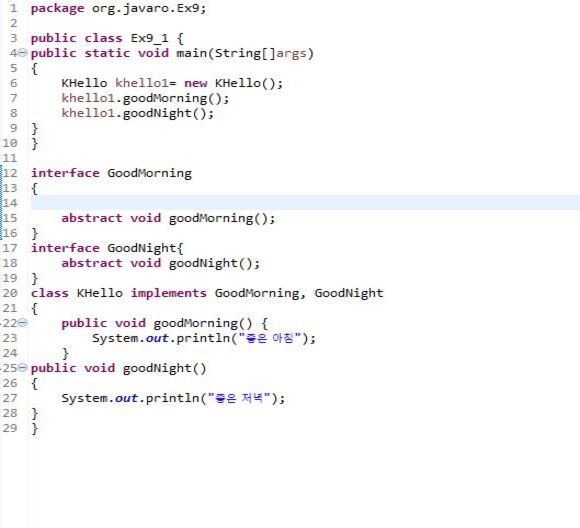 1 package org.javaro.Ex9;
2
3 public class Ex9_1 {
4 public static void main(String[]args)
5 {
6     KHello khello1= new KHello();
7     khello1.goodMorning();
8     khello1.goodNight();
9 }
10 }
11
12 interface GoodMorning
13 {
14
15     abstract void goodMorning();
16 }
17 interface GoodNight{
18     abstract void goodNight();
19 }
20 class KHello implements GoodMorning, GoodNight
21 {
22     public void goodMorning() {
23         System.out.println("좋은 아침");
24     }
25 public void goodNight()
26 {
27     System.out.println("좋은 저녁");
28 }
29 }